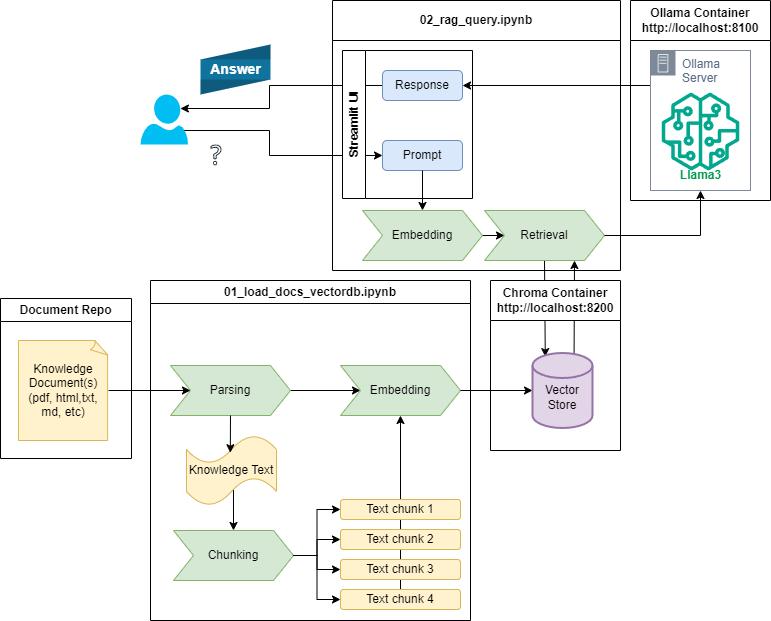 02_rag_query.ipynb
Ollama Container
http://localhost:8100
Answer
Streamlit UI
Response
Ollama
Server
Llama3
?
Prompt
Embedding
Retrieval
Document Repo
01_load_docs_vectordb.ipynb
Chroma Container
http://localhost:8200
Knowledge
Document(s)
(pdf, html,txt,
md, etc)
Parsing
Embedding
Vector
Store
Knowledge Text
Chunking
Text chunk 1
Text chunk 2
Text chunk 3
Text chunk 4